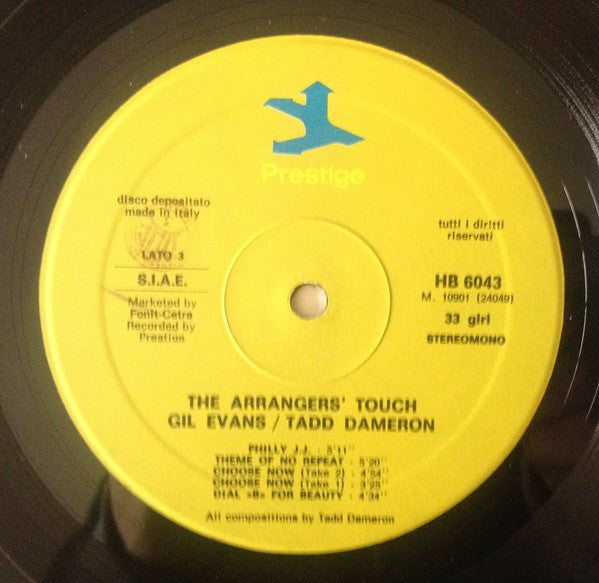 Prestige
disco depositato
made in Italy
LATO 3
S.I.A.E.
Marketed by
Fonit-Cetra
Recorded by
Prestige
tutti i diritti
riservati
HB 6043
M. 10901 (24049)
33 giri
STEREOMONO
THE ARRANGERS' TOUCH
GIL EVANS / TADD DAMERON
PHILLY J.J. - 5'11"
THEME OF NO REPEAT - 5'20"
CHOOSE NOW (Take 2) - 4'54"
CHOOSE NOW (Take 1) - 3'25"
DIAL «B» FOR BEAUTY - 4'34"
All compositions by Tadd Dameron